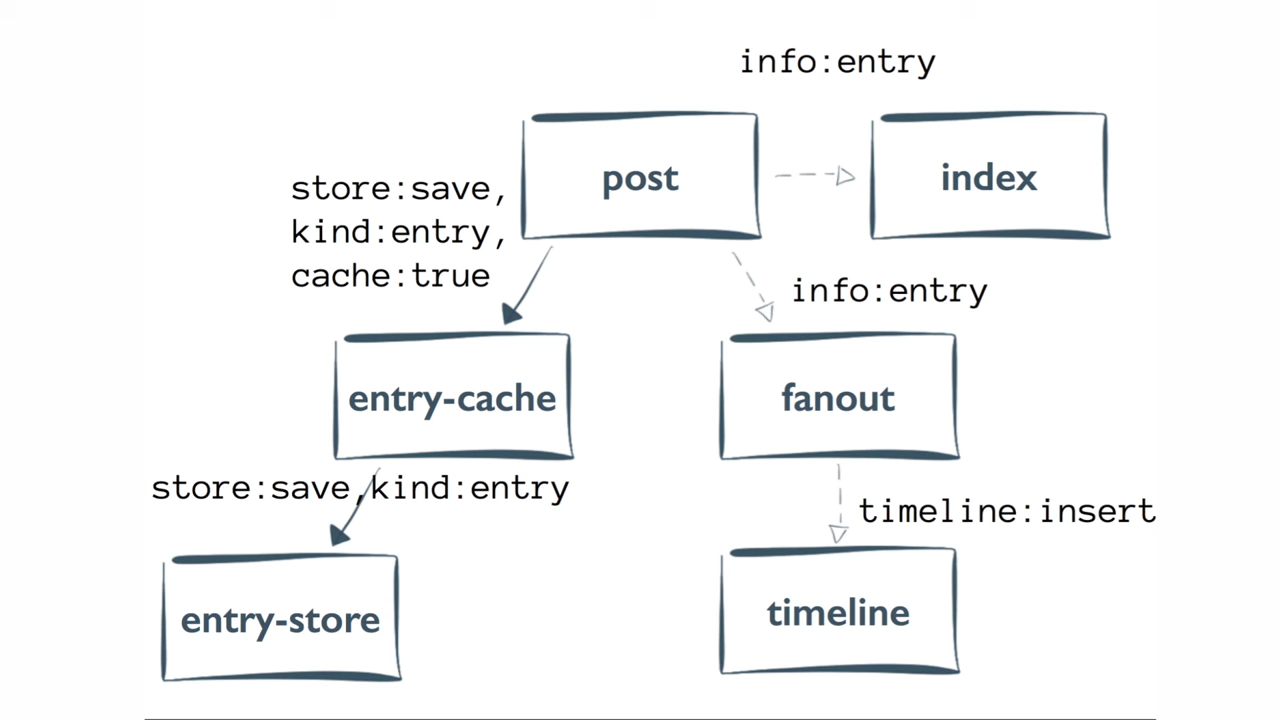 info:entry
post
index
store:save,
kind:entry,
cache:true
info:entry
entry-cache
fanout
store:save,kind:entry
timeline:insert
entry-store
timeline